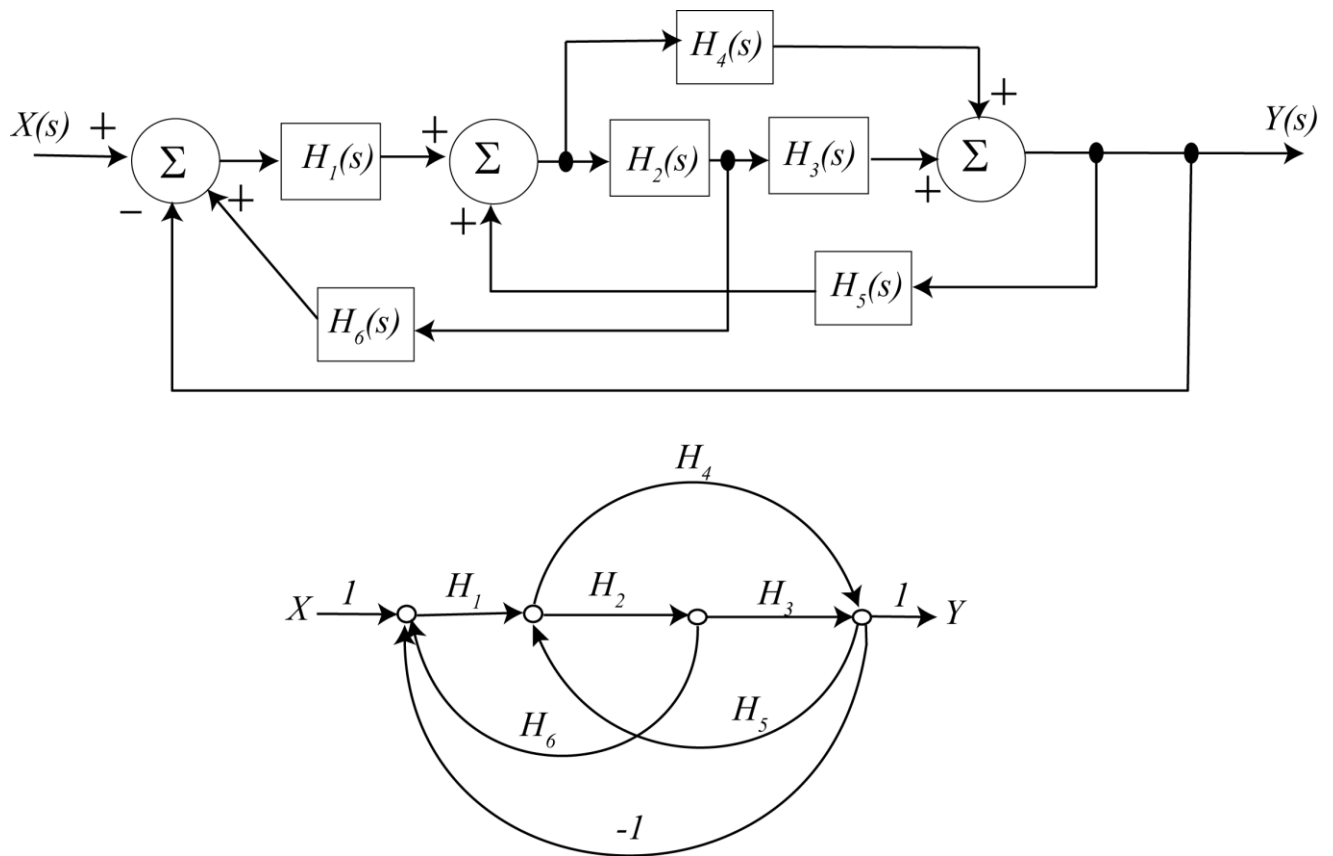 H₄(s)
+
X(s) + Σ H₁(s) + Σ H₂(s) H₃(s) + Σ Y(s)
− + +
H₅(s)
H₆(s)
H₄
X 1 H₁ H₂ H₃ 1 Y
H₆ H₅
-1